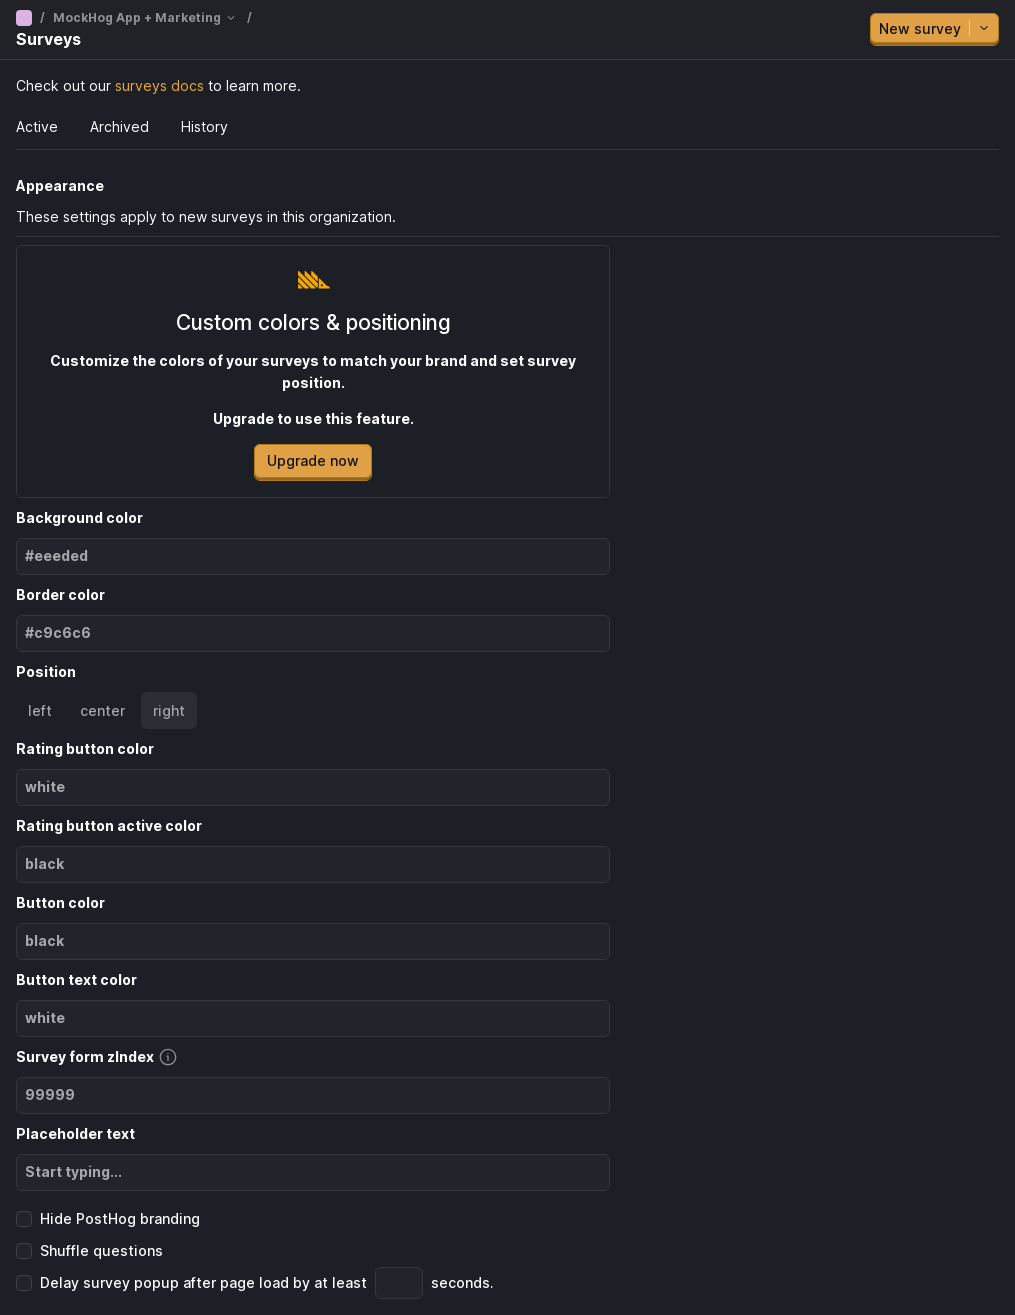 / MockHog App + Marketing /
Surveys
New survey
Check out our surveys docs to learn more.
Active Archived History
Appearance
These settings apply to new surveys in this organization.
Custom colors & positioning
Customize the colors of your surveys to match your brand and set survey
position.
Upgrade to use this feature.
Upgrade now
Background color
#eeeded
Border color
#c9c6c6
Position
left center right
Rating button color
white
Rating button active color
black
Button color
black
Button text color
white
Survey form zIndex
99999
Placeholder text
Start typing...
Hide PostHog branding
Shuffle questions
Delay survey popup after page load by at least seconds.